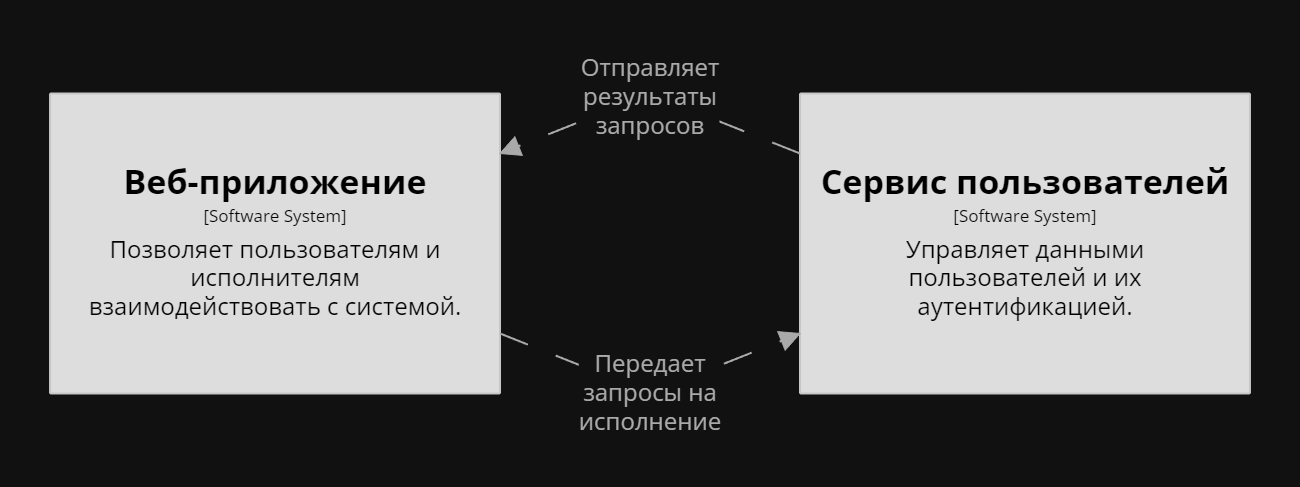 Отправляет
результаты
запросов
Веб-приложение
[Software System]
Позволяет пользователям и
исполнителям
взаимодействовать с системой.
Сервис пользователей
[Software System]
Управляет данными
пользователей и их
аутентификацией.
Передает
запросы на
исполнение